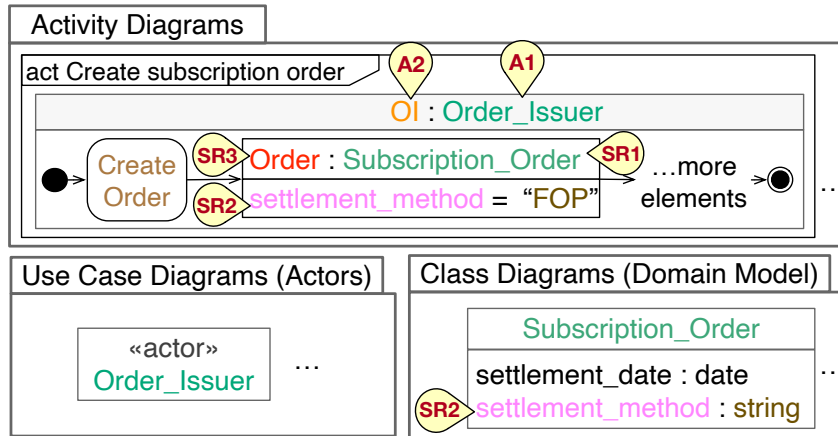 Activity Diagrams
act Create subscription order
A2
A1
OI : Order_Issuer
Create
Order
SR3
Order : Subscription_Order
SR1
SR2
settlement_method = “FOP”
…more
elements
…
Use Case Diagrams (Actors)
«actor»
Order_Issuer
…
Class Diagrams (Domain Model)
Subscription_Order
settlement_date : date
SR2
settlement_method : string
…